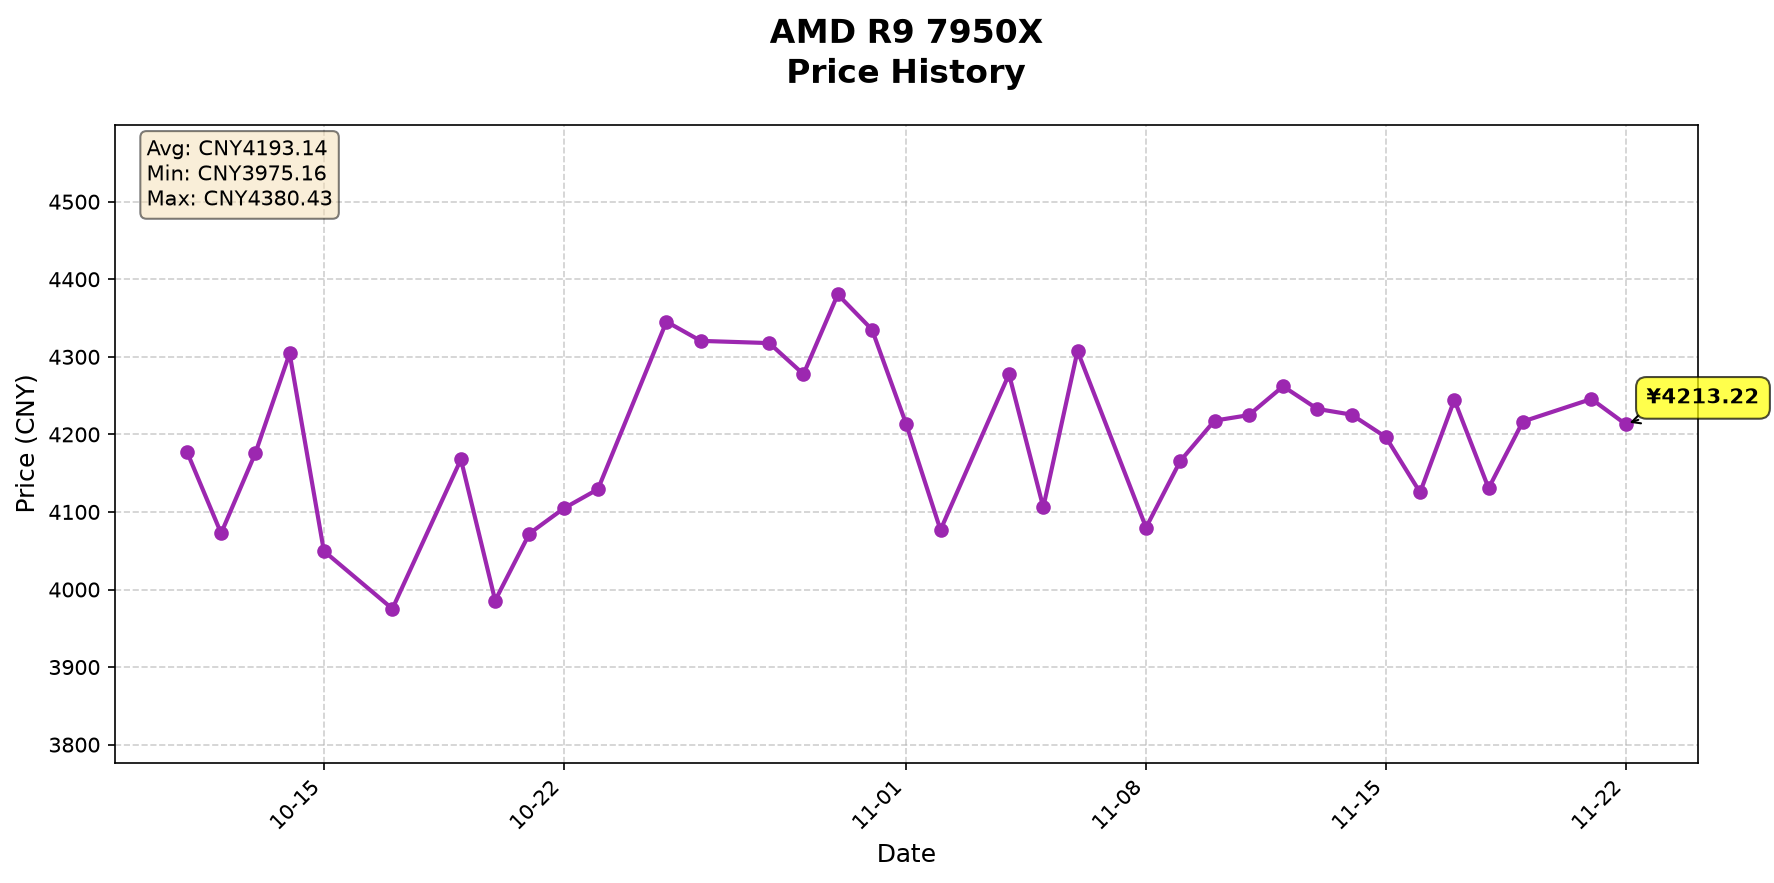 AMD R9 7950X
Price History
Avg: CNY4193.14
Min: CNY3975.16
Max: CNY4380.43
4500
4400
4300
4200
4100
4000
3900
3800
Price (CNY)
¥4213.22
10-15
10-22
11-01
11-08
11-15
11-22
Date